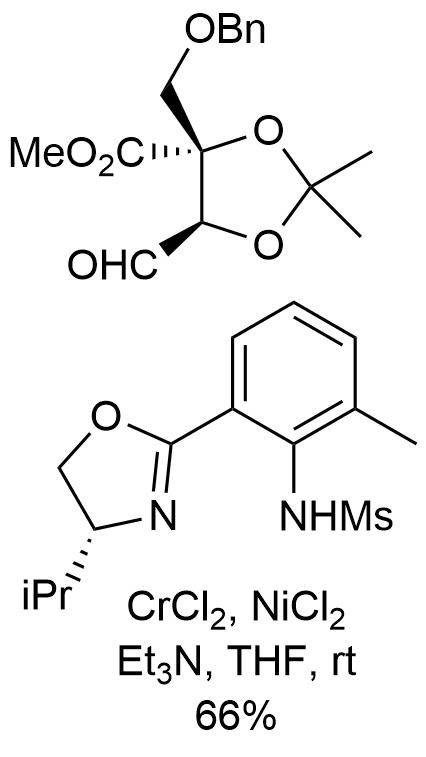 OBn
MeO₂C
O
O
OHC
O
N
NHMs
iPr
CrCl₂, NiCl₂
Et₃N, THF, rt
66%